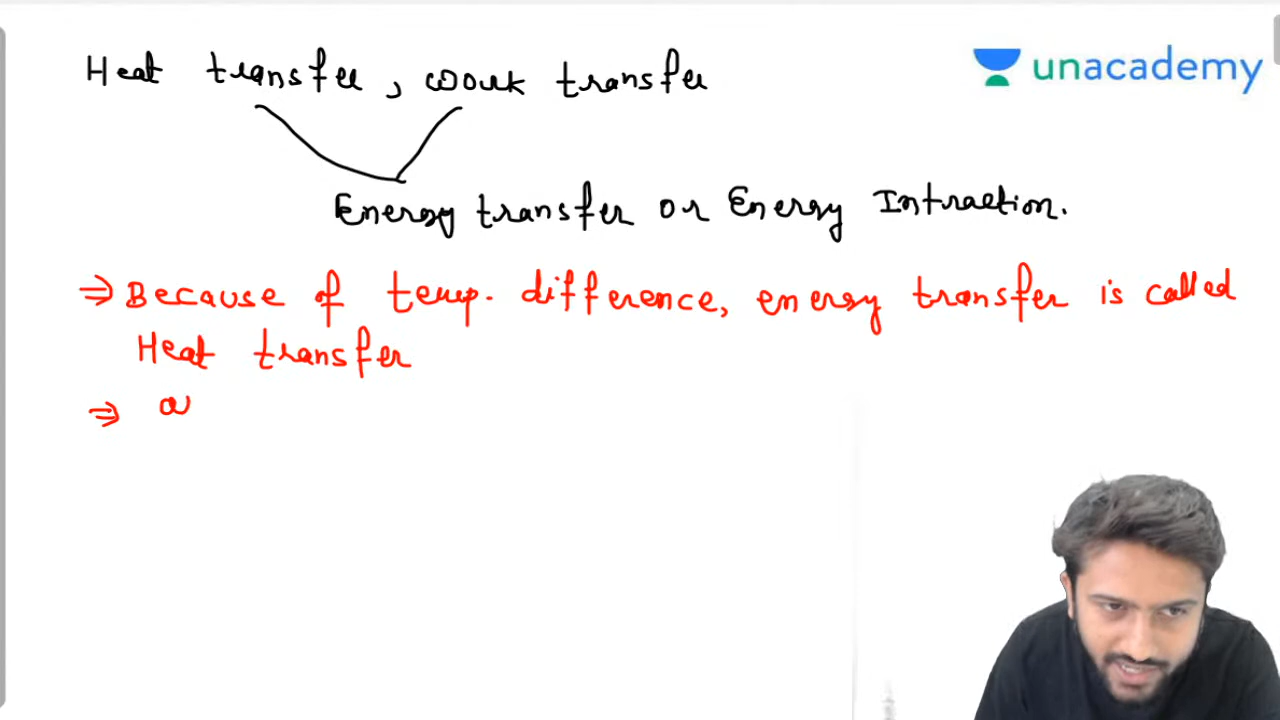 Heat transfer, work transfer
unacademy
Energy transfer or Energy Intraction.
⇒ Because of temp. difference, energy transfer is called
Heat transfer
⇒